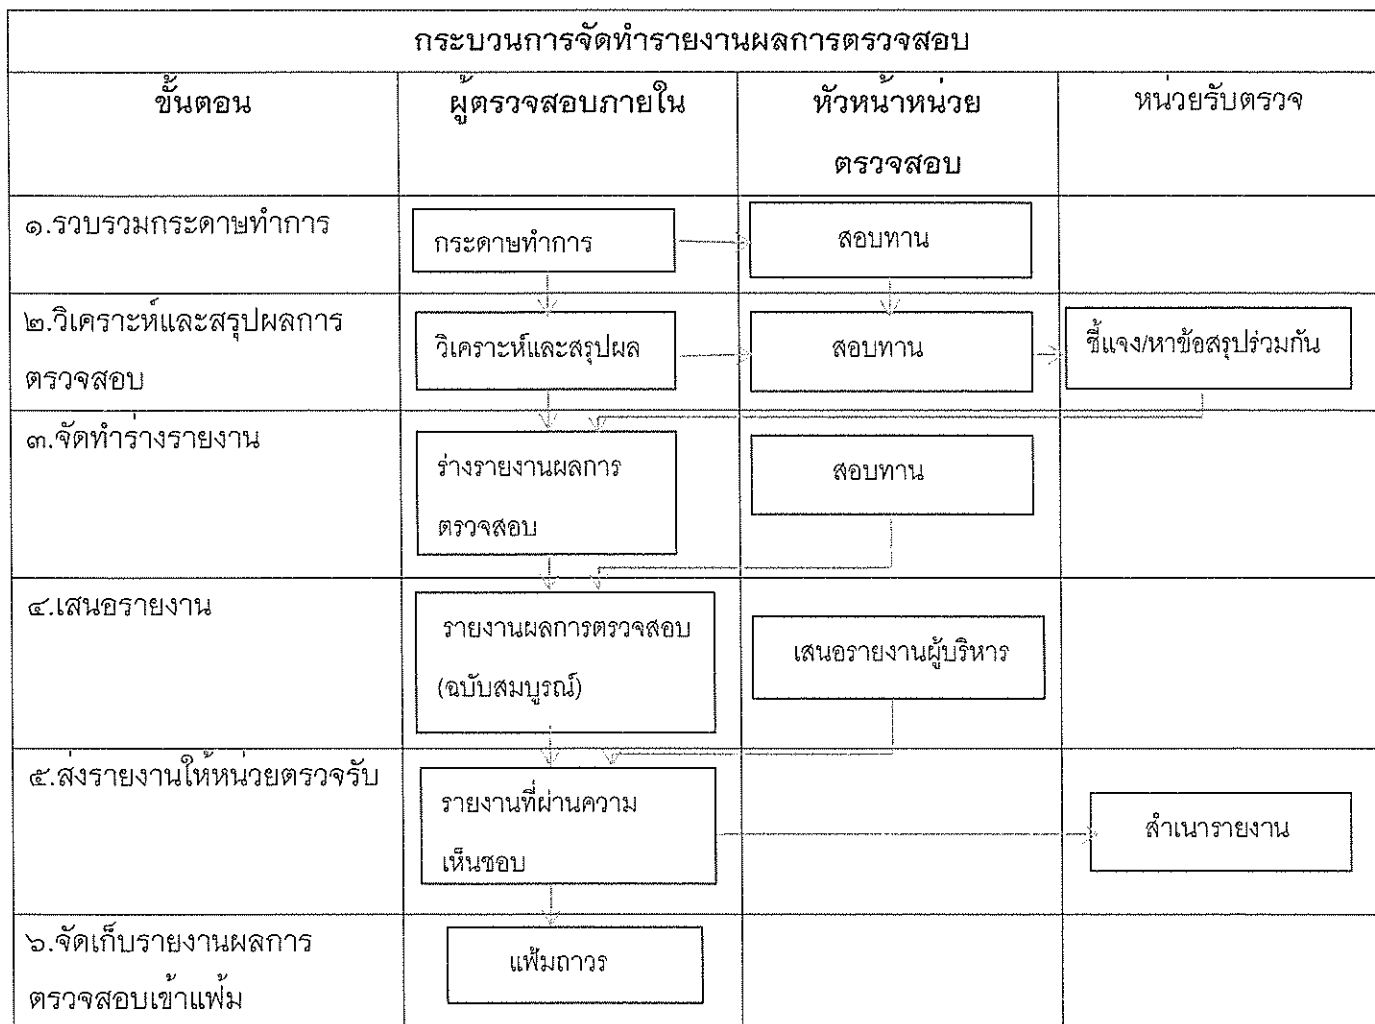 กระบวนการจัดทำรายงานผลการตรวจสอบ
ขั้นตอน
ผู้ตรวจสอบภายใน
หัวหน้าหน่วย
ตรวจสอบ
หน่วยรับตรวจ
๑.รวบรวมกระดาษทำการ
กระดาษทำการ
สอบทาน
๒.วิเคราะห์และสรุปผลการ
ตรวจสอบ
วิเคราะห์และสรุปผล
สอบทาน
ชี้แจง/หาข้อสรุปร่วมกัน
๓.จัดทำร่างรายงาน
ร่างรายงานผลการ
ตรวจสอบ
สอบทาน
๔.เสนอรายงาน
รายงานผลการตรวจสอบ
(ฉบับสมบูรณ์)
เสนอรายงานผู้บริหาร
๕.ส่งรายงานให้หน่วยตรวจรับ
รายงานที่ผ่านความ
เห็นชอบ
สำเนารายงาน
๖.จัดเก็บรายงานผลการ
ตรวจสอบเข้าแฟ้ม
แฟ้มถาวร